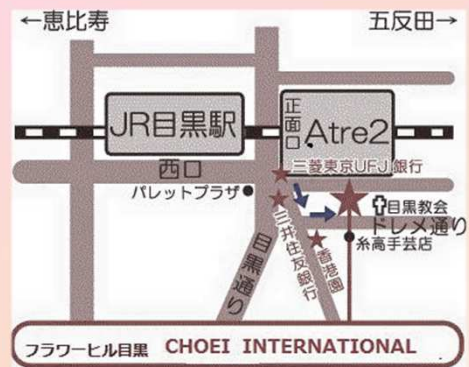 ←恵比寿
五反田→
JR目黒駅
正面口
Atre2
西口
三菱東京UFJ銀行
パレットプラザ
目黒教会
ドレメ通り
糸高手芸店
三井住友銀行
香港園
目黒通り
フラワーヒル目黒 CHOEI INTERNATIONAL